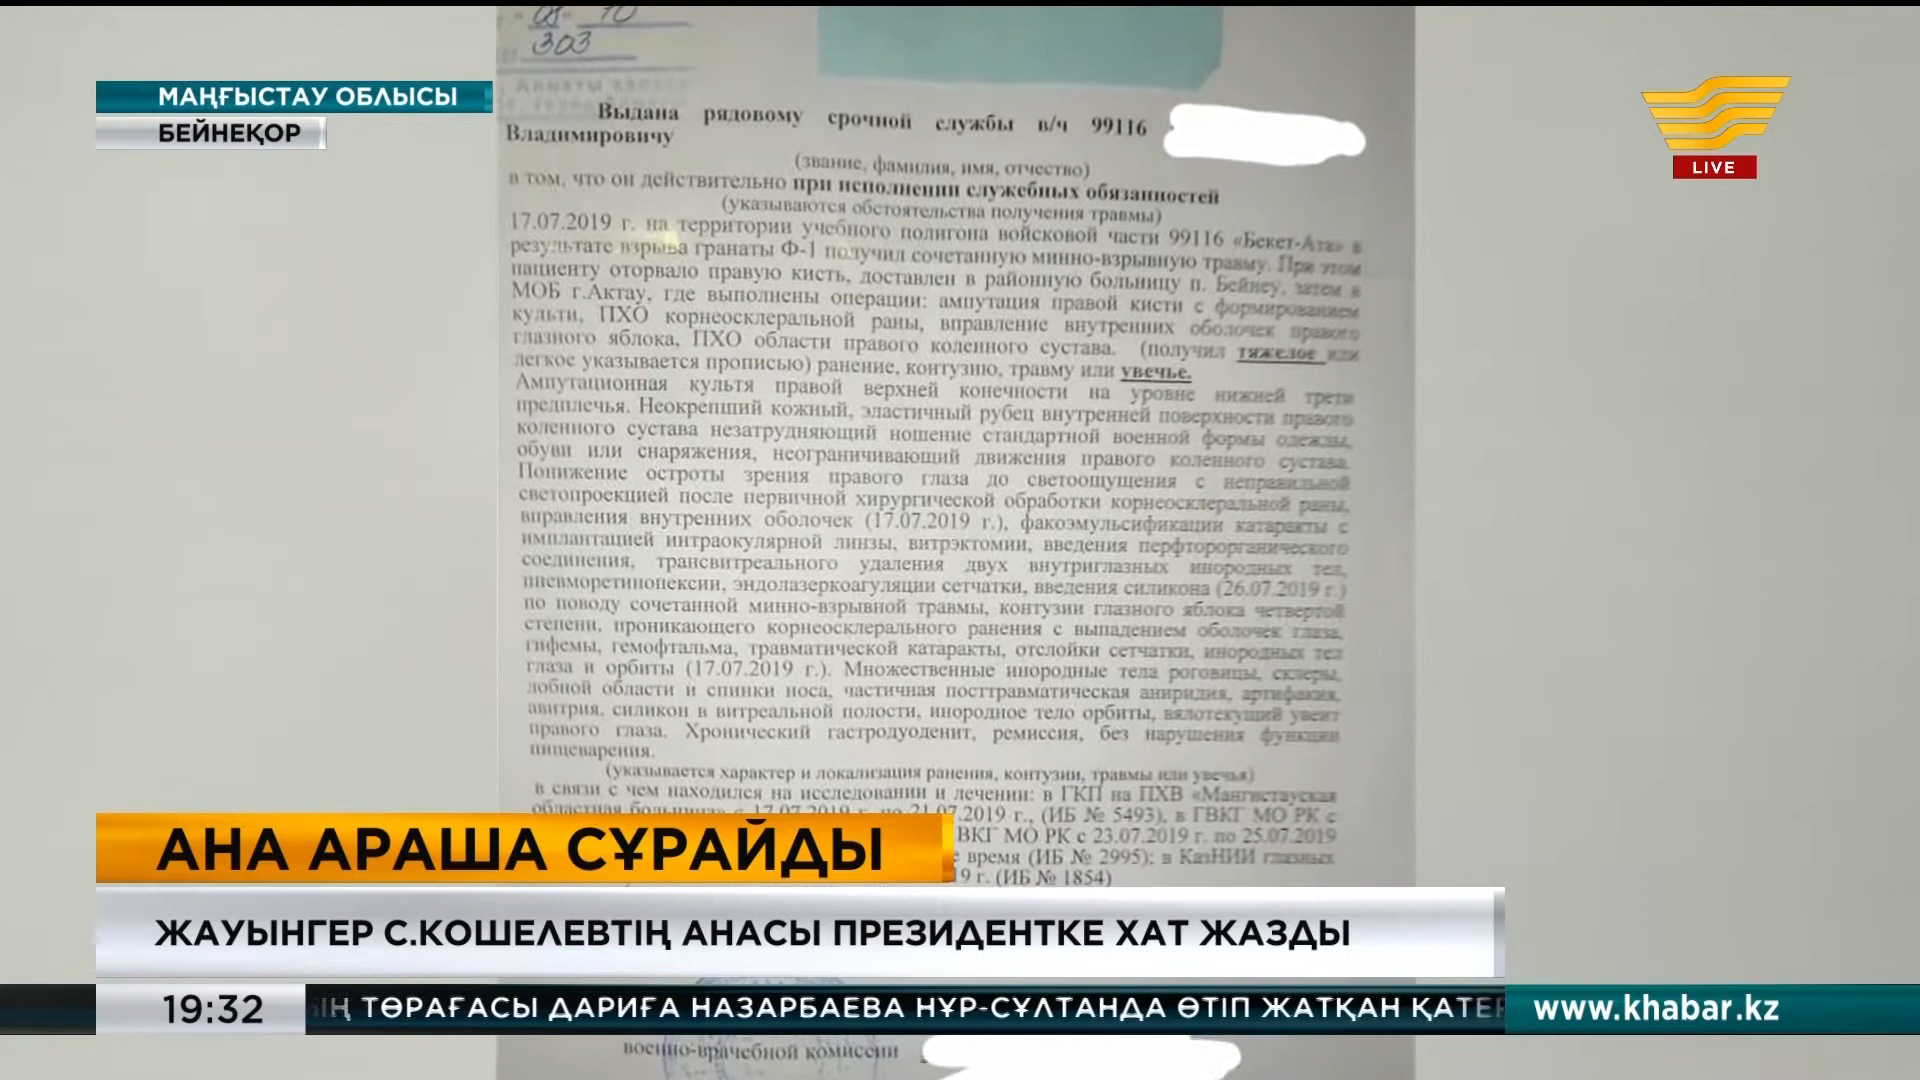 08 10
303
МАҢҒЫСТАУ ОБЛЫСЫ
БЕЙНЕҚОР
LIVE
Выдана рядовому срочной службы в/ч 99116
Владимировичу
(звание, фамилия, имя, отчество)
в том, что он действительно при исполнении служебных обязанностей
(указываются обстоятельства получения травмы)
17.07.2019 г. на территории учебного полигона войсковой части 99116 «Бекет-Ата» в
результате взрыва гранаты Ф-1 получил сочетанную минно-взрывную травму. При этом
пациенту оторвало правую кисть, доставлен в районную больницу п. Бейнеу, затем в
МОБ г.Актау, где выполнены операции: ампутация правой кисти с формированием
культи, ПХО корнеосклеральной раны, вправление внутренних оболочек правого
глазного яблока, ПХО области правого коленного сустава. (получил тяжелое или
легкое указывается прописью) ранение, контузию, травму или увечье.
Ампутационная культя правой верхней конечности на уровне нижней трети
предплечья. Неокрепший кожный, эластичный рубец внутренней поверхности правого
коленного сустава незатрудняющий ношение стандартной военной формы одежды,
обуви или снаряжения, неограничивающий движения правого коленного сустава.
Понижение остроты зрения правого глаза до светоощущения с неправильной
светопроекцией после первичной хирургической обработки корнеосклеральной раны,
вправления внутренних оболочек (17.07.2019 г.), факоэмульсификации катаракты с
имплантацией интраокулярной линзы, витрэктомии, введения перфторорганического
соединения, трансвитреального удаления двух внутриглазных инородных тел,
пневморетинопексии, эндолазеркоагуляции сетчатки, введения силикона (26.07.2019 г.)
по поводу сочетанной минно-взрывной травмы, контузии глазного яблока четвертой
степени, проникающего корнеосклерального ранения с выпадением оболочек глаза,
гифемы, гемофтальма, травматической катаракты, отслойки сетчатки, инородных тел
глаза и орбиты (17.07.2019 г.). Множественные инородные тела роговицы, склеры,
лобной области и спинки носа, частичная посттравматическая аниридия, артифакия,
авитрия, силикон в витреальной полости, инородное тело орбиты, вялотекущий увеит
правого глаза. Хронический гастродуоденит, ремиссия, без нарушения функции
пищеварения.
(указывается характер и локализация ранения, контузии, травмы или увечья)
в связи с чем находился на исследовании и лечении: в ГКП на ПХВ «Мангистауская
областная больница» с 17.07.2019 г. по 21.07.2019 г., (ИБ № 5493), в ГВКГ МО РК с
ВКГ МО РК с 23.07.2019 г. по 25.07.2019
время (ИБ № 2995); в КазНИИ глазных
19 г. (ИБ № 1854)
АНА АРАША СҰРАЙДЫ
ЖАУЫНГЕР С.КОШЕЛЕВТІҢ АНАСЫ ПРЕЗИДЕНТКЕ ХАТ ЖАЗДЫ
19:32
ІҢ ТӨРАҒАСЫ ДАРИҒА НАЗАРБАЕВА НҰР-СҰЛТАНДА ӨТІП ЖАТҚАН ҚАТЕР
www.khabar.kz
военно-врачебной комиссии